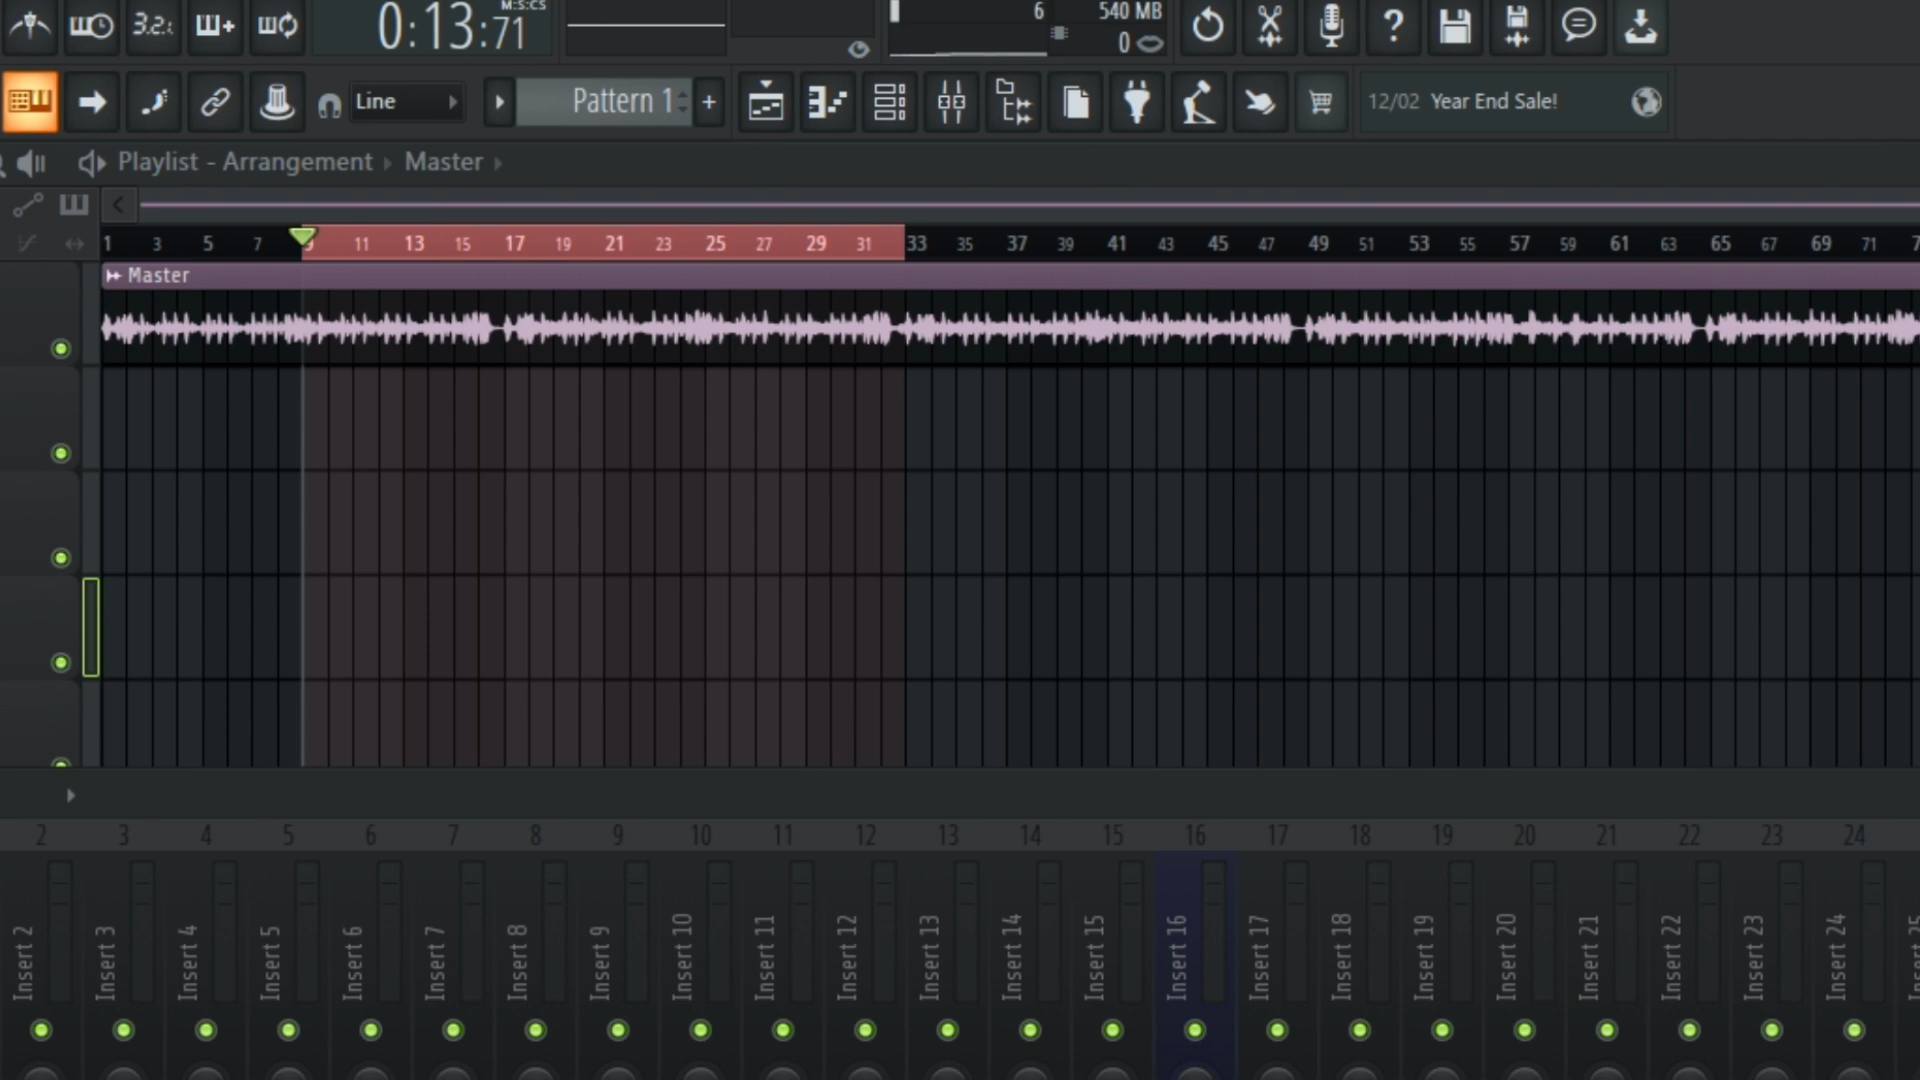 M:S:CS
0:13:71
6
540 MB
0
3.2.
?
Line
Pattern 1
+
12/02 Year End Sale!
Playlist - Arrangement Master
1 3 5 7 9 11 13 15 17 19 21 23 25 27 29 31 33 35 37 39 41 43 45 47 49 51 53 55 57 59 61 63 65 67 69 71
Master
2 3 4 5 6 7 8 9 10 11 12 13 14 15 16 17 18 19 20 21 22 23 24
Insert 2
Insert 3
Insert 4
Insert 5
Insert 6
Insert 7
Insert 8
Insert 9
Insert 10
Insert 11
Insert 12
Insert 13
Insert 14
Insert 15
Insert 16
Insert 17
Insert 18
Insert 19
Insert 20
Insert 21
Insert 22
Insert 23
Insert 24